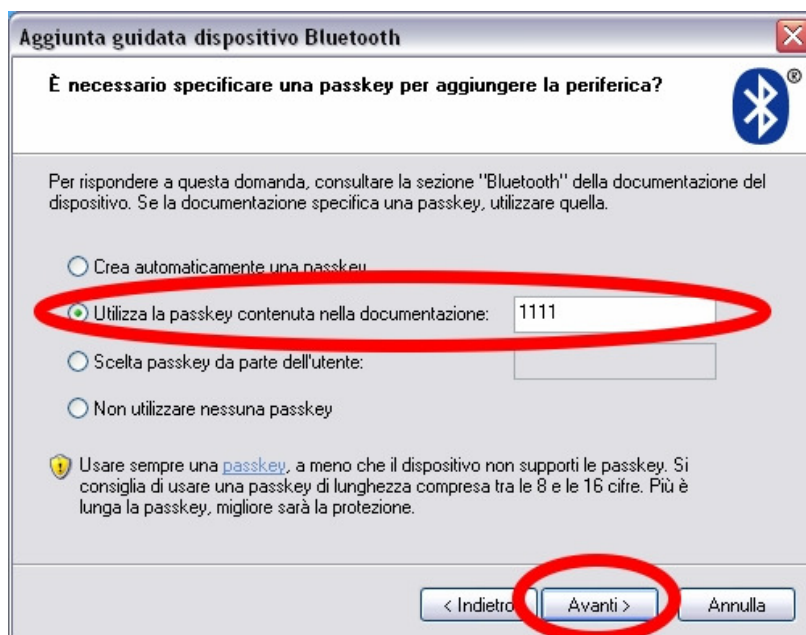 Aggiunta guidata dispositivo Bluetooth
È necessario specificare una passkey per aggiungere la periferica?
®
Per rispondere a questa domanda, consultare la sezione "Bluetooth" della documentazione del
dispositivo. Se la documentazione specifica una passkey, utilizzare quella.
Crea automaticamente una passkey
Utilizza la passkey contenuta nella documentazione: 1111
Scelta passkey da parte dell'utente:
Non utilizzare nessuna passkey
Usare sempre una passkey, a meno che il dispositivo non supporti le passkey. Si
consiglia di usare una passkey di lunghezza compresa tra le 8 e le 16 cifre. Più è
lunga la passkey, migliore sarà la protezione.
< Indietro Avanti > Annulla